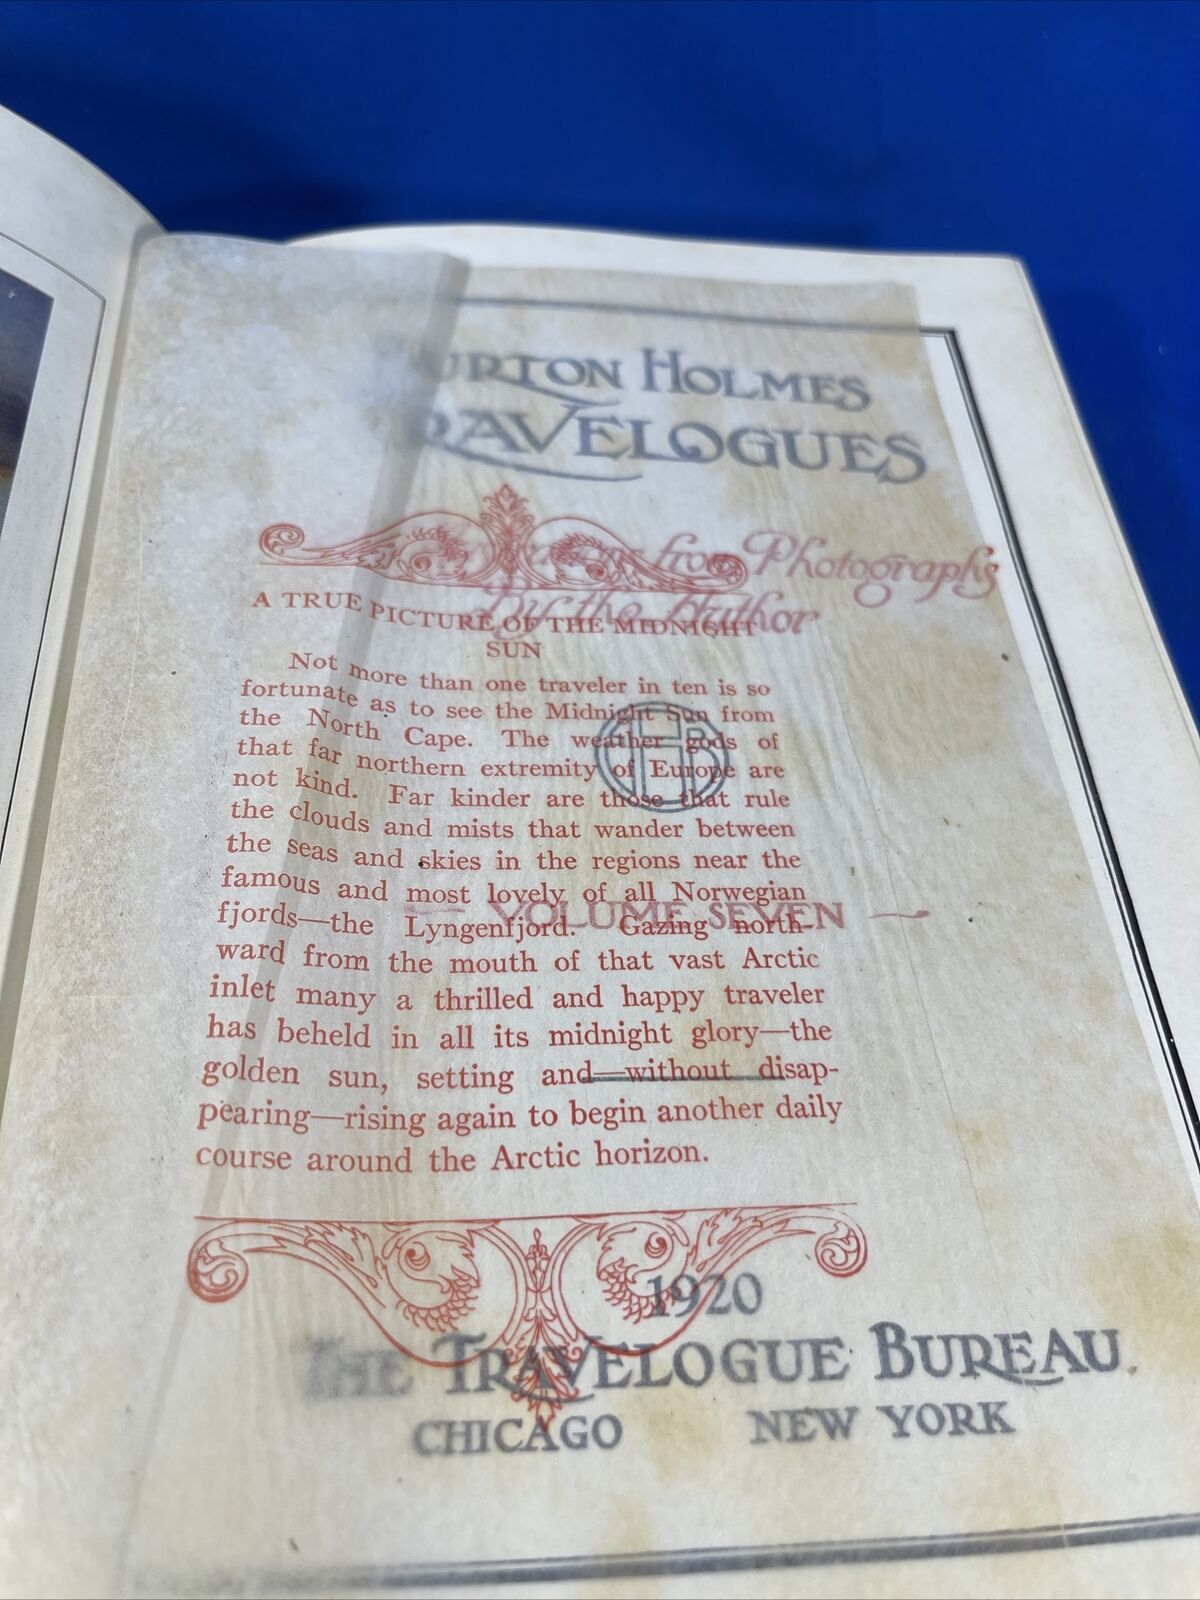 URTON HOLMES
RAVELOGUES
from Photographs
By the Author
A TRUE PICTURE OF THE MIDNIGHT
SUN
Not more than one traveler in ten is so
fortunate as to see the Midnight Sun from
the North Cape. The weather gods of
that far northern extremity of Europe are
not kind. Far kinder are those that rule
the clouds and mists that wander between
the seas and skies in the regions near the
famous and most lovely of all Norwegian
fjords—the Lyngenfjord. Gazing north-
ward from the mouth of that vast Arctic
inlet many a thrilled and happy traveler
has beheld in all its midnight glory—the
golden sun, setting and—without disap-
pearing—rising again to begin another daily
course around the Arctic horizon.
VOLUME SEVEN
1920
THE TRAVELOGUE BUREAU
CHICAGO NEW YORK